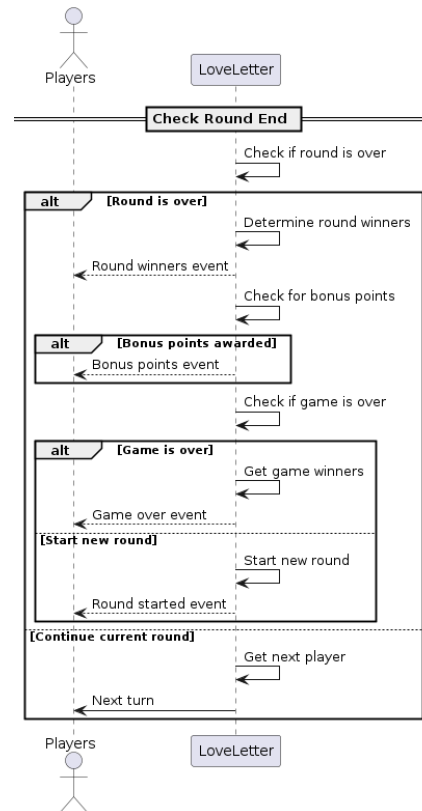 Players
LoveLetter
Check Round End
Check if round is over
alt [Round is over]
Determine round winners
Round winners event
Check for bonus points
alt [Bonus points awarded]
Bonus points event
Check if game is over
alt [Game is over]
Get game winners
Game over event
[Start new round]
Start new round
Round started event
[Continue current round]
Get next player
Next turn
Players
LoveLetter